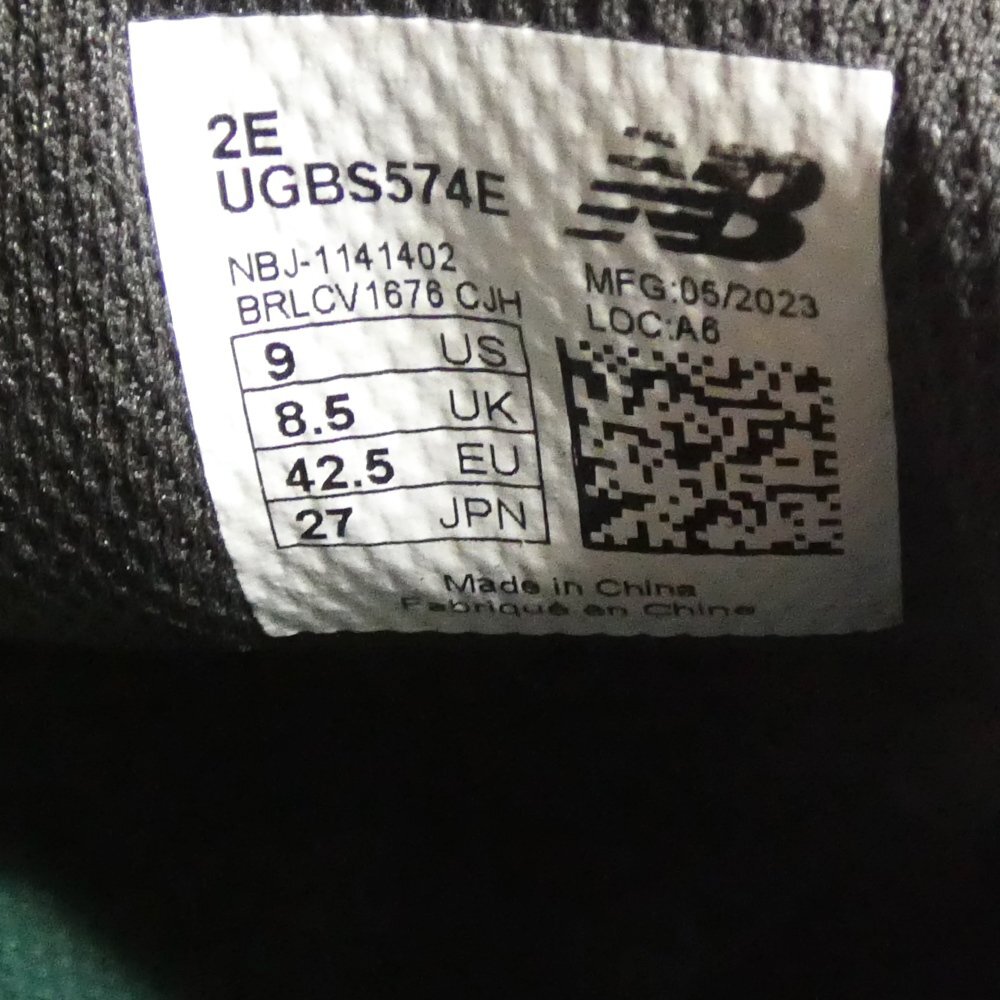 2E
UGBS574E
NBJ-1141402
BRLCV1676 CJH
9 US
8.5 UK
42.5 EU
27 JPN
NB
MFG:05/2023
LOC:A6
Made in China
Fabriqué en Chine